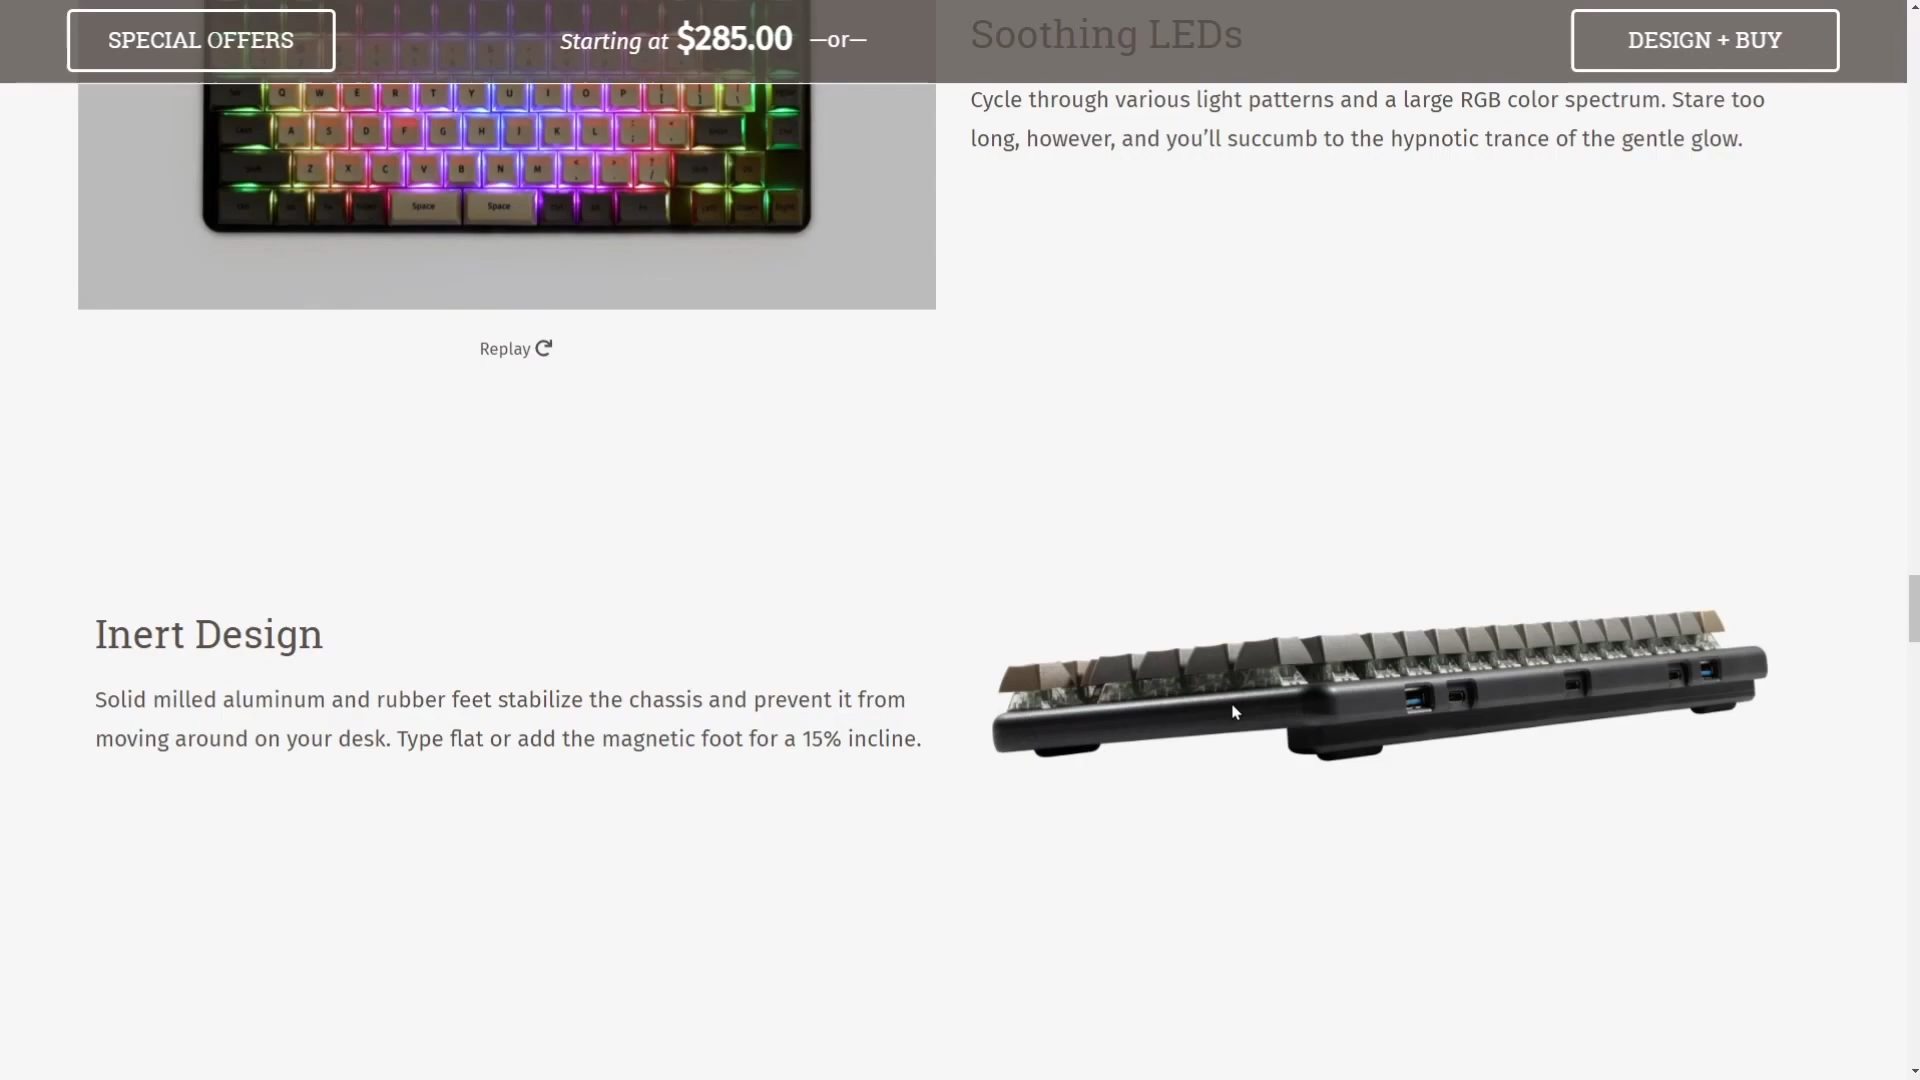 SPECIAL OFFERS
Starting at $285.00 —or—
DESIGN + BUY
Soothing LEDs
Cycle through various light patterns and a large RGB color spectrum. Stare too
long, however, and you’ll succumb to the hypnotic trance of the gentle glow.
Q W E R T Y U I O P [ ] \
A S D F G H J K L
Z X C V B N M
Space Space
Replay
Inert Design
Solid milled aluminum and rubber feet stabilize the chassis and prevent it from
moving around on your desk. Type flat or add the magnetic foot for a 15% incline.